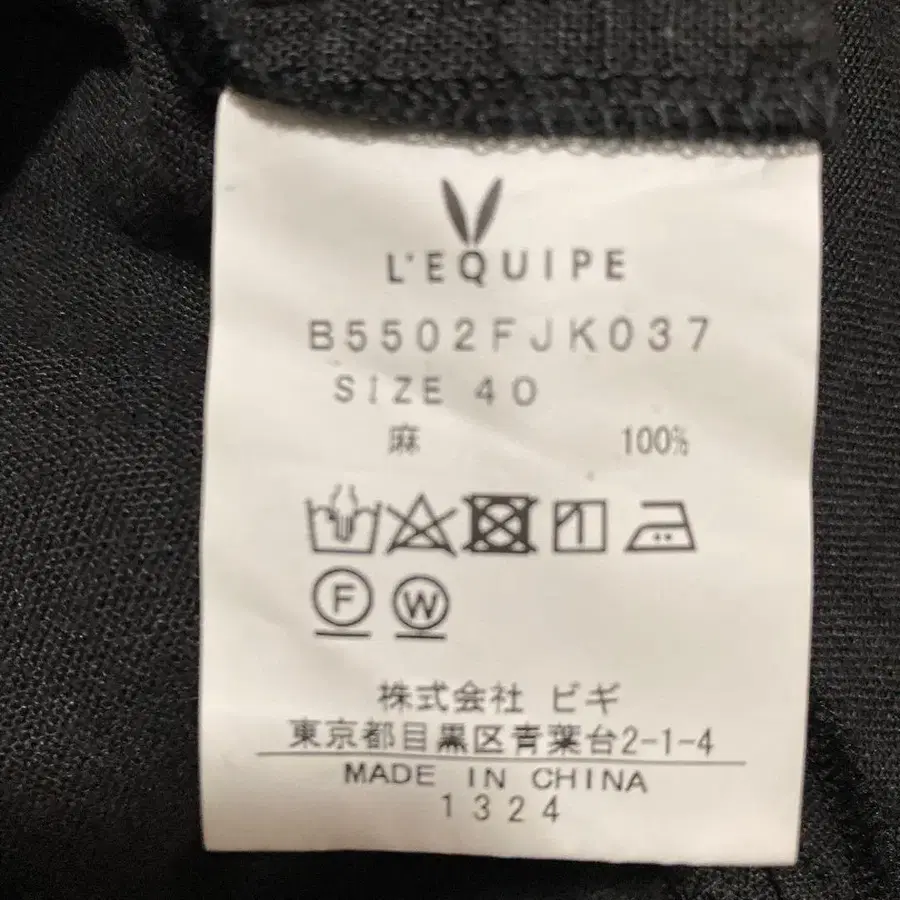 L'EQUIPE
B5502FJK037
SIZE 40
麻 100%
F W
株式会社 ビギ
東京都目黒区青葉台2-1-4
MADE IN CHINA
1324